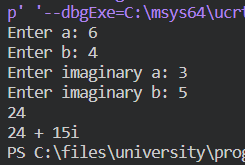 p' '--dbgExe=C:\msys64\ucrt
Enter a: 6
Enter b: 4
Enter imaginary a: 3
Enter imaginary b: 5
24
24 + 15i
PS C:\files\university\prog